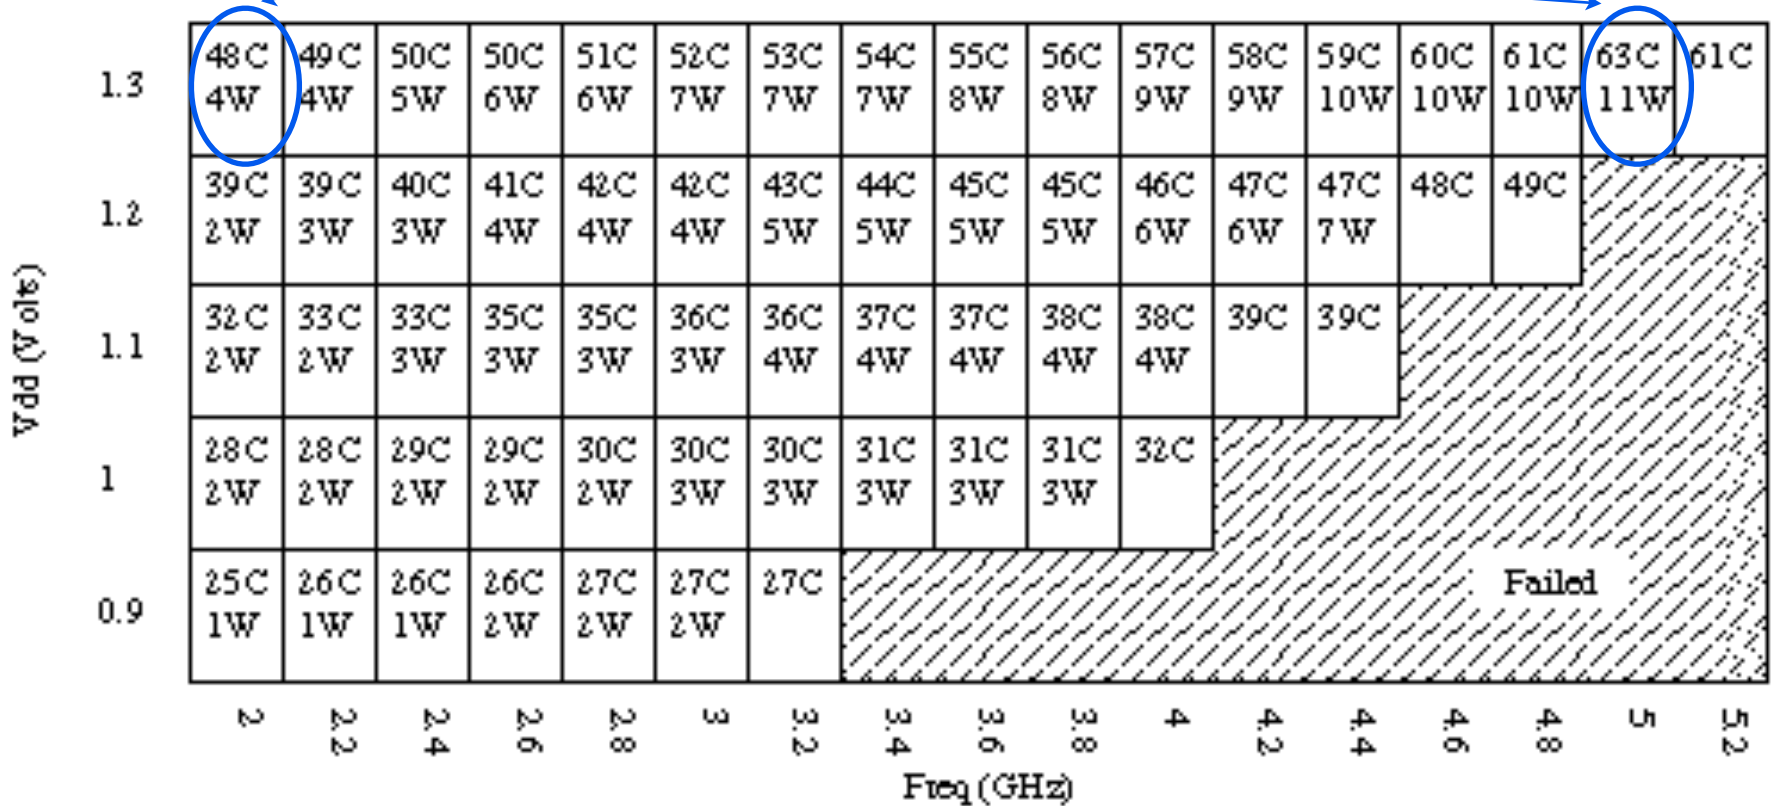 48C 49C 50C 50C 51C 52C 53C 54C 55C 56C 57C 58C 59C 60C 61C 63C 61C
1.3
4W 4W 5W 6W 6W 7W 7W 7W 8W 8W 9W 9W 10W 10W 10W 11W
39C 39C 40C 41C 42C 42C 43C 44C 45C 45C 46C 47C 47C 48C 49C
1.2
2W 3W 3W 4W 4W 4W 5W 5W 5W 5W 6W 6W 7W
32C 33C 33C 35C 35C 36C 36C 37C 37C 38C 38C 39C 39C
1.1
2W 2W 3W 3W 3W 3W 4W 4W 4W 4W 4W
28C 28C 29C 29C 30C 30C 30C 31C 31C 31C 32C
1
2W 2W 2W 2W 2W 3W 3W 3W 3W 3W
25C 26C 26C 26C 27C 27C 27C
0.9
1W 1W 1W 2W 2W 2W
Failed
Vdd (Volts)
2 2.2 2.4 2.6 2.8 3 3.2 3.4 3.6 3.8 4 4.2 4.4 4.6 4.8 5 5.2
Freq (GHz)